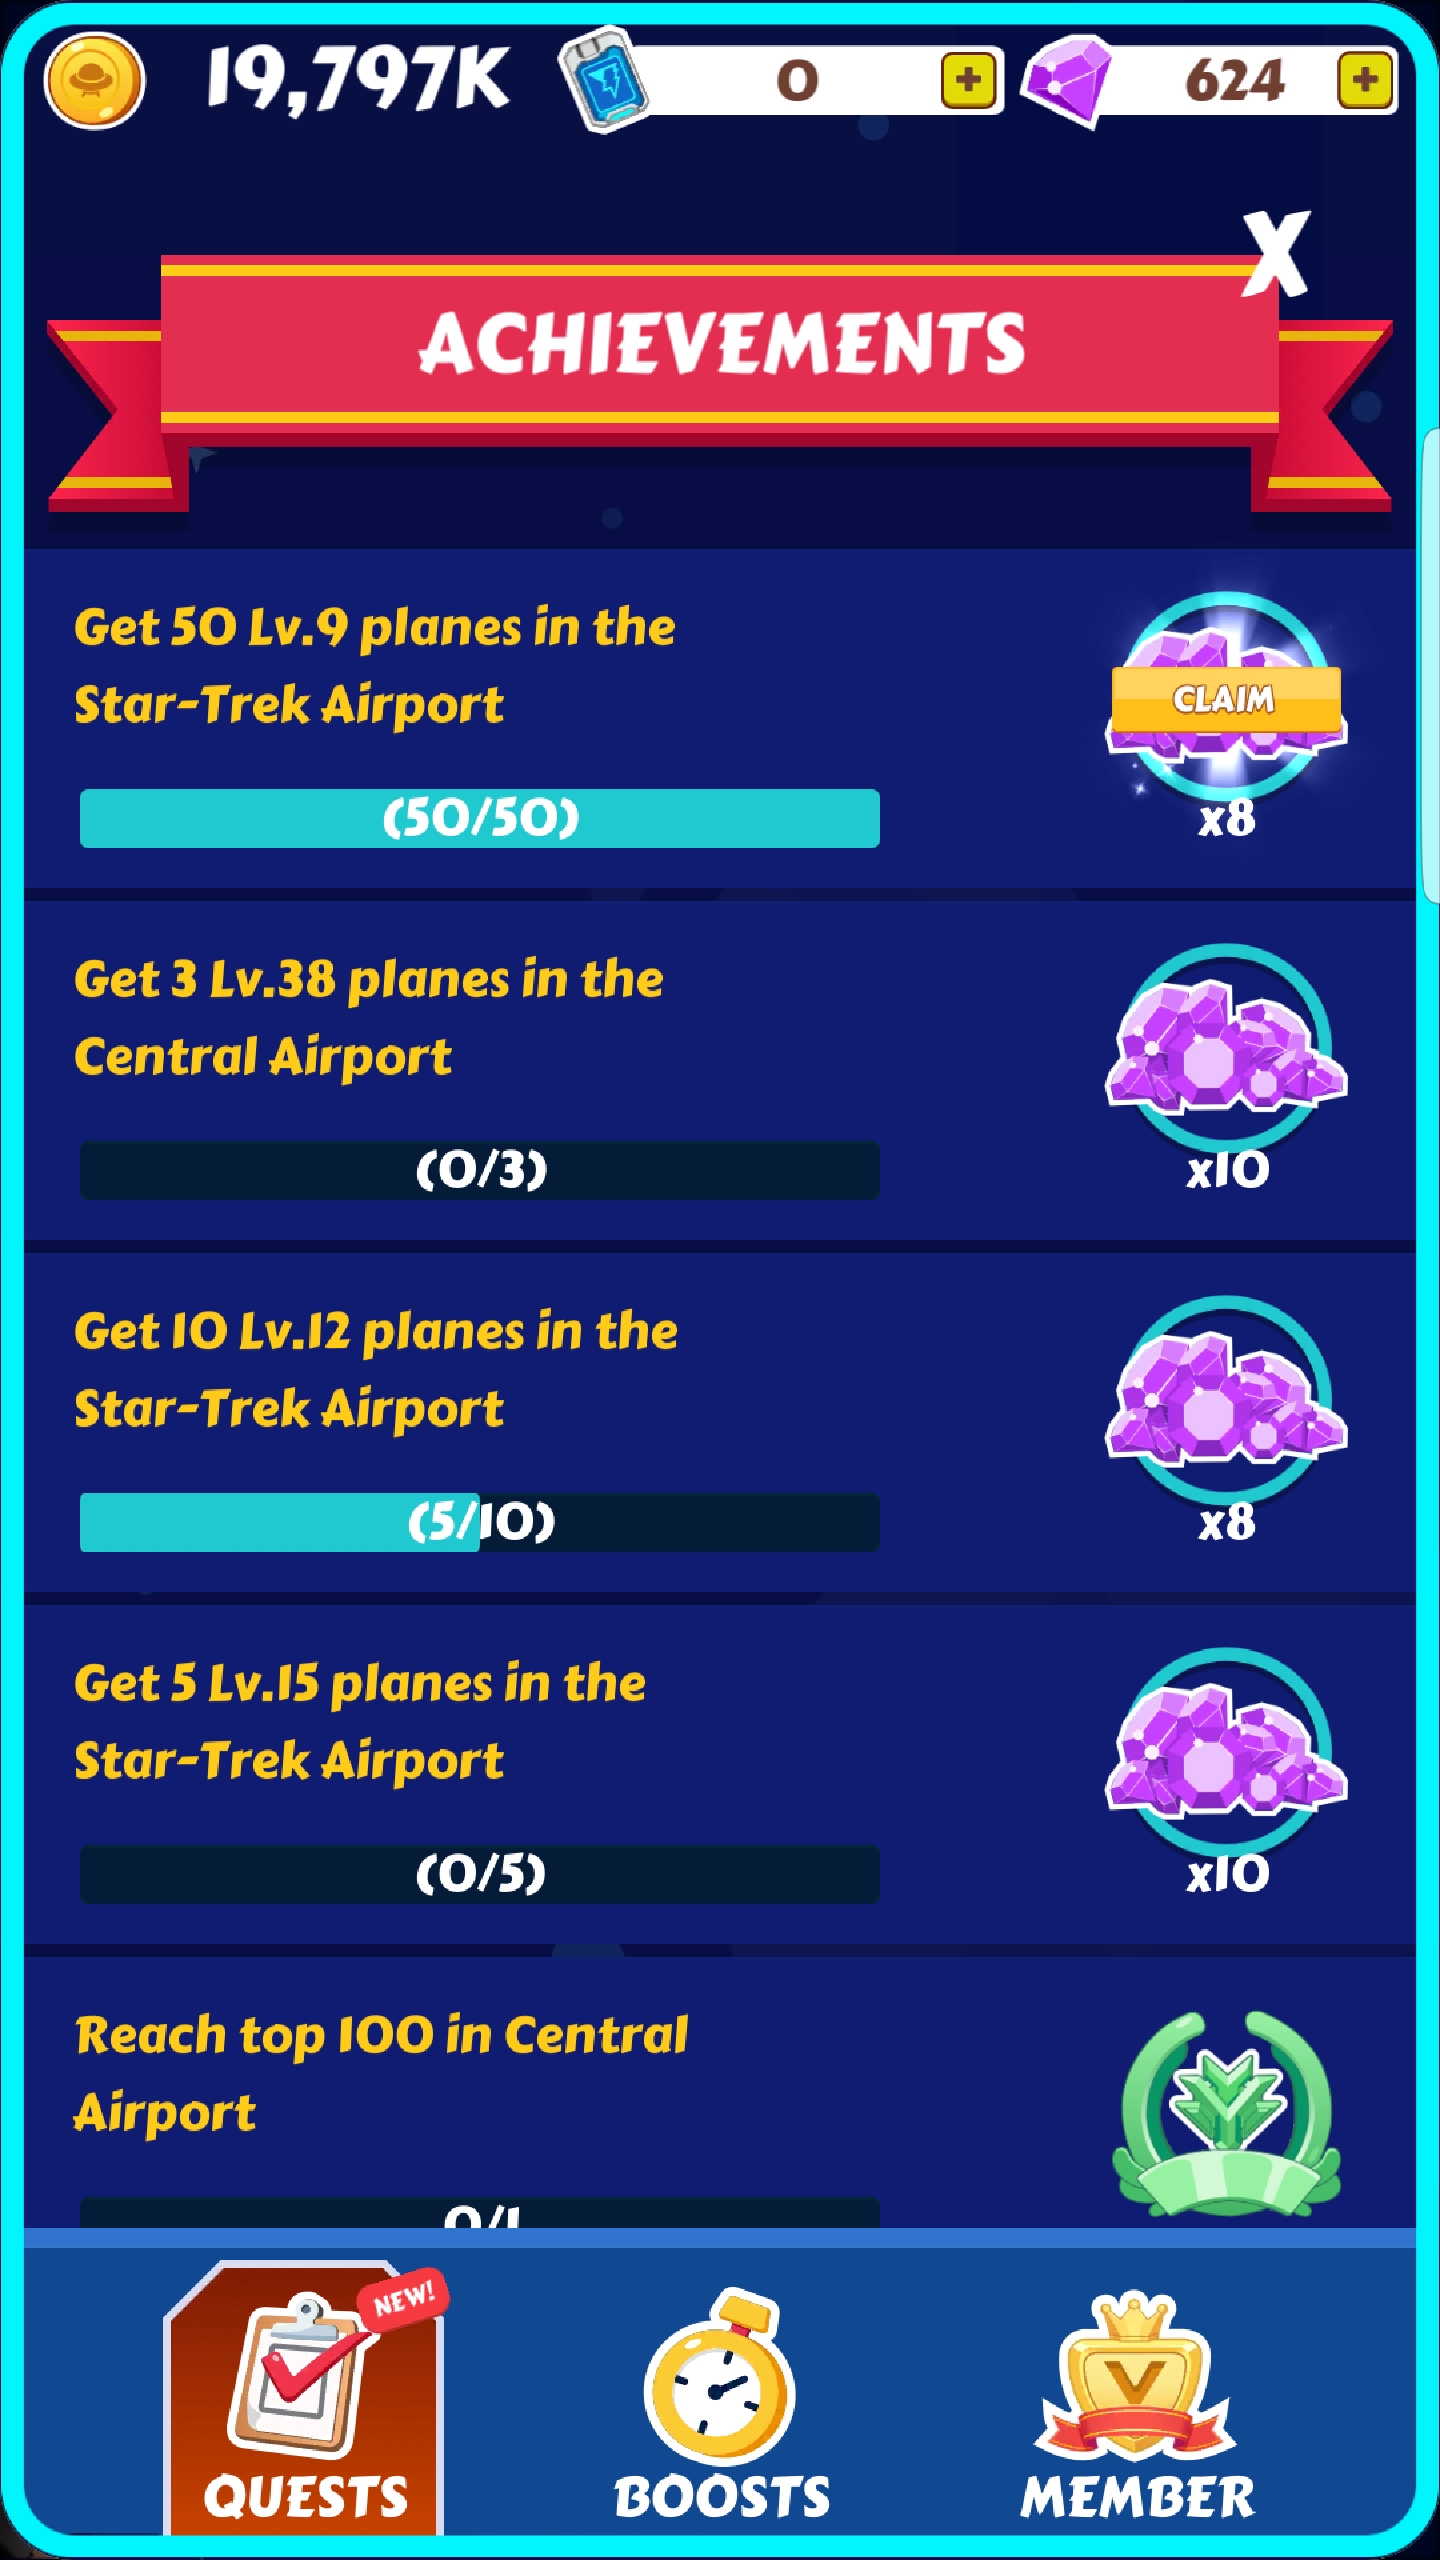 19,797K
0
+
624
+
X
ACHIEVEMENTS
Get 50 Lv.9 planes in the
Star-Trek Airport
CLAIM
(50/50)
x8
Get 3 Lv.38 planes in the
Central Airport
(0/3)
x10
Get 10 Lv.12 planes in the
Star-Trek Airport
(5/10)
x8
Get 5 Lv.15 planes in the
Star-Trek Airport
(0/5)
x10
Reach top 100 in Central
Airport
0/1
NEW!
V
QUESTS
BOOSTS
MEMBER